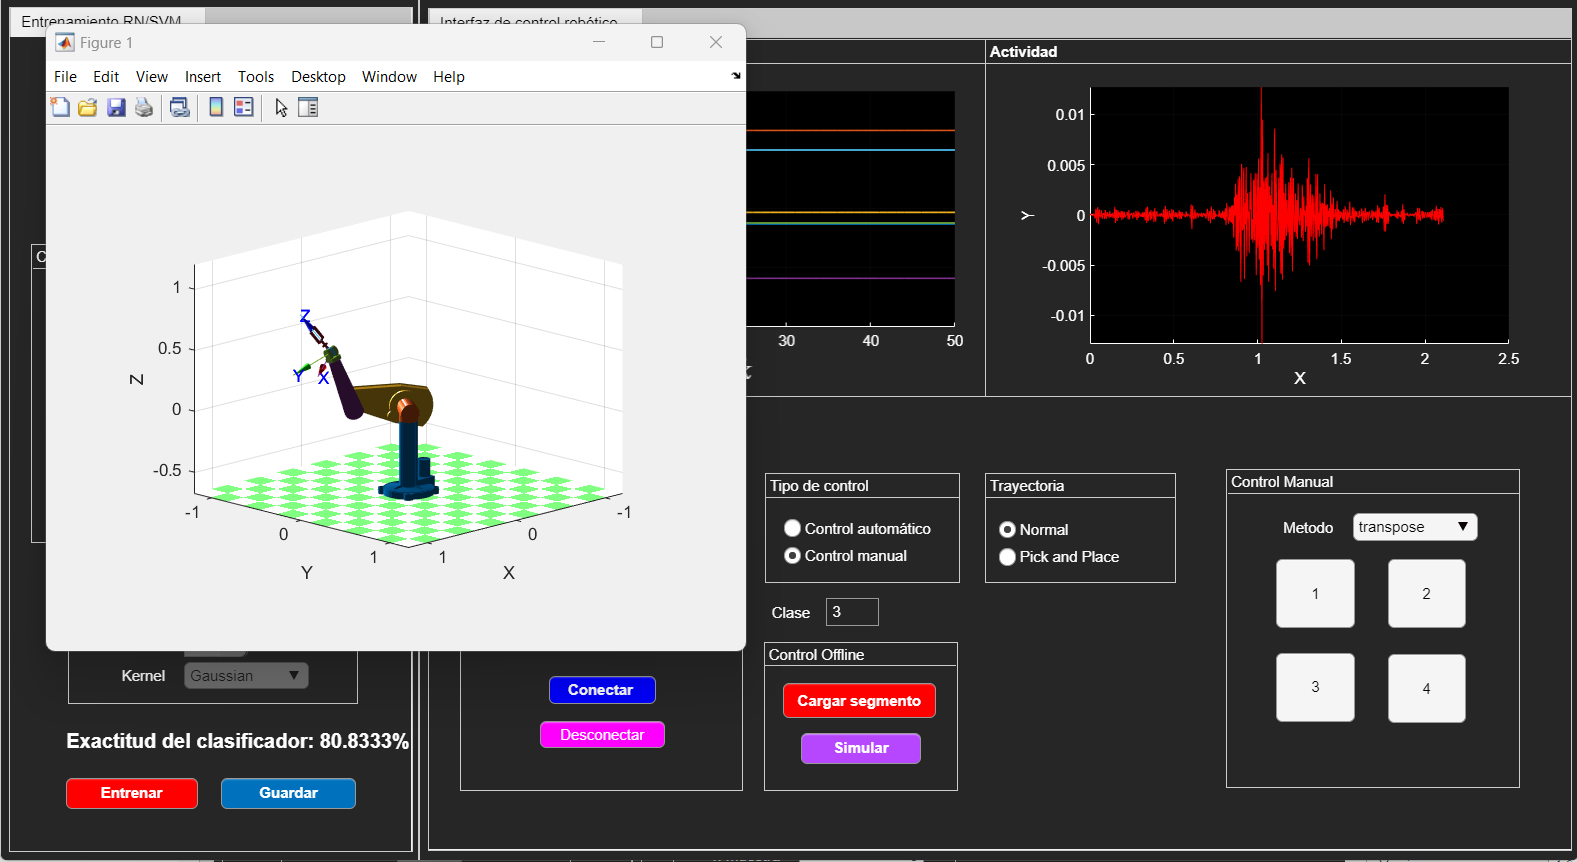 Entrenamiento RN/SVM
Interfaz de control robótico
Figure 1
File Edit View Insert Tools Desktop Window Help
Z
1
0.5
0
-0.5
Z
Y
X
-1
0
1
Y
1
0
-1
X
30
40
50
Actividad
0.01
0.005
0
-0.005
-0.01
Y
0
0.5
1
1.5
2
2.5
X
C
Kernel
Gaussian
Exactitud del clasificador: 80.8333%
Entrenar
Guardar
Conectar
Desconectar
Tipo de control
Control automático
Control manual
Clase
3
Control Offline
Cargar segmento
Simular
Trayectoria
Normal
Pick and Place
Control Manual
Metodo
transpose
1
2
3
4